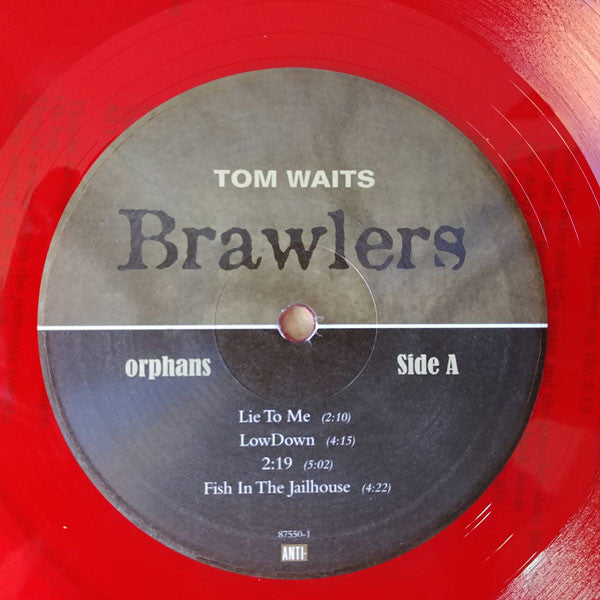 TOM WAITS
Brawlers
orphans Side A
Lie To Me (2:10)
LowDown (4:15)
2:19 (5:02)
Fish In The Jailhouse (4:22)
87550-1
ANTI-